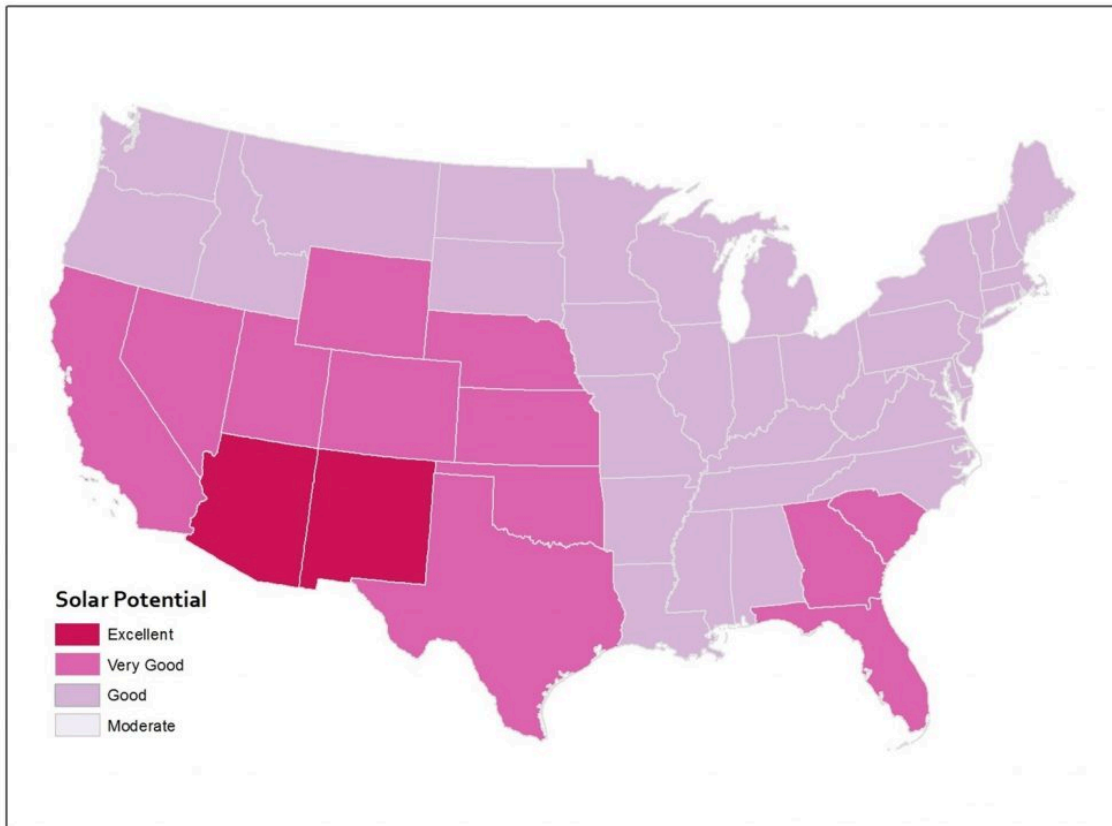 Solar Potential
Excellent
Very Good
Good
Moderate